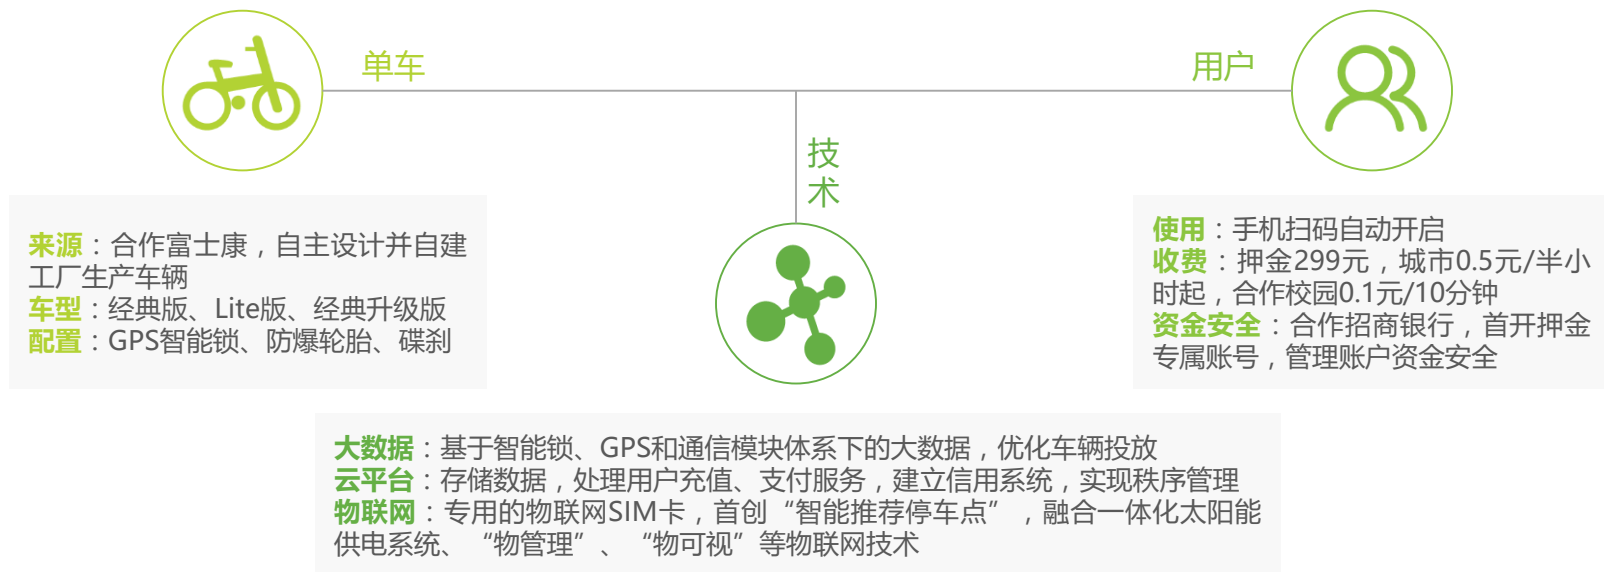 单车
用户
技
术
来源：合作富士康，自主设计并自建
工厂生产车辆
车型：经典版、Lite版、经典升级版
配置：GPS智能锁、防爆轮胎、碟刹
使用：手机扫码自动开启
收费：押金299元，城市0.5元/半小
时起，合作校园0.1元/10分钟
资金安全：合作招商银行，首开押金
专属账号，管理账户资金安全
大数据：基于智能锁、GPS和通信模块体系下的大数据，优化车辆投放
云平台：存储数据，处理用户充值、支付服务，建立信用系统，实现秩序管理
物联网：专用的物联网SIM卡，首创“智能推荐停车点”，融合一体化太阳能
供电系统、“物管理”、“物可视”等物联网技术